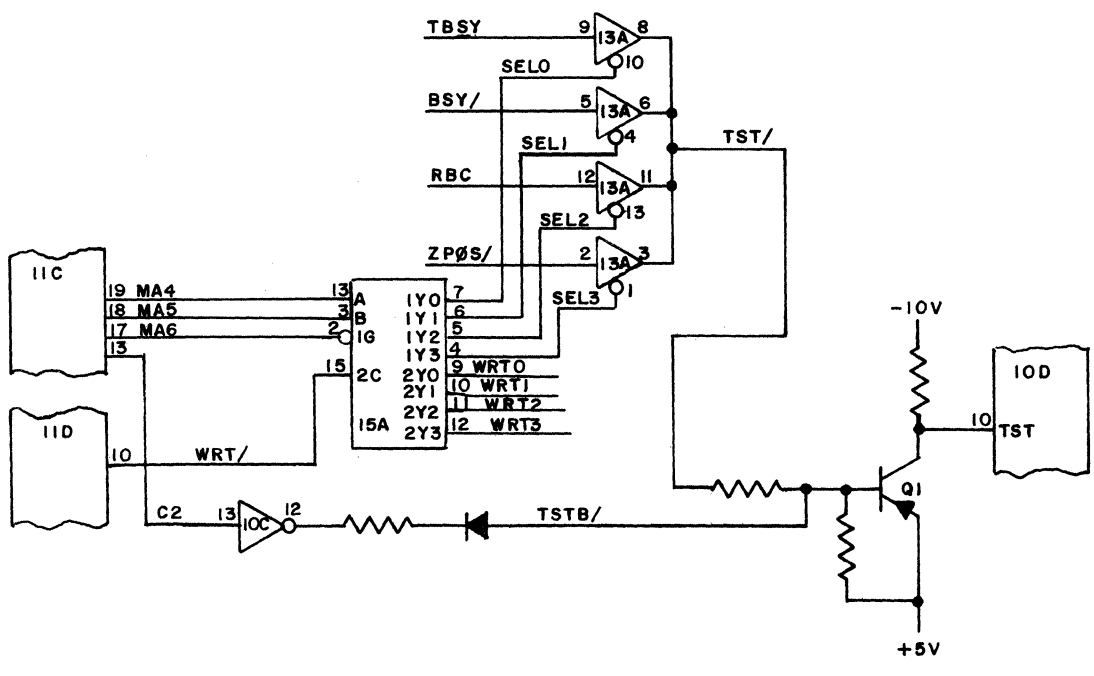 TBSY 9 13A 8
10
SEL0
BSY/ 5 13A 6
4
SEL1
TST/
RBC 12 13A 11
13
SEL2
ZPØS/ 2 13A 3
1
SEL3
11C
19 MA4 13 A 1Y0 7
18 MA5 3 B 1Y1 6
17 MA6 2 1G 1Y2 5
13 1Y3 4
15 2C 2Y0 9 WRT0
2Y1 10 WRT1
2Y2 11 WRT2
15A 2Y3 12 WRT3
11D
10 WRT/
C2 13 10C 12
TSTB/
-10V
10D
10 TST
Q1
+5V